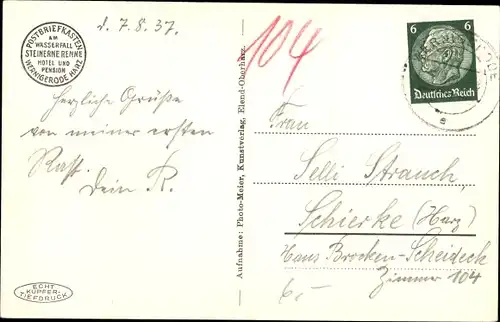 d. 7.8.37.
POSTBRIEFKASTEN
AM
WASSERFALL
STEINERNE RENNE
HOTEL UND
PENSION
WERNIGERODE HARZ
Herzliche Grüße
von meiner ersten
Rast.
Dein R.
ECHT
KUPFER-
TIEFDRUCK
Aufnahme: Photo-Meier, Kunstverlag, Elend-Oberharz.
104
6 6
Deutsches Reich
Frau
Selli Strauch,
Schierke (Harz)
Haus Brocken-Scheideck
Zimmer 104